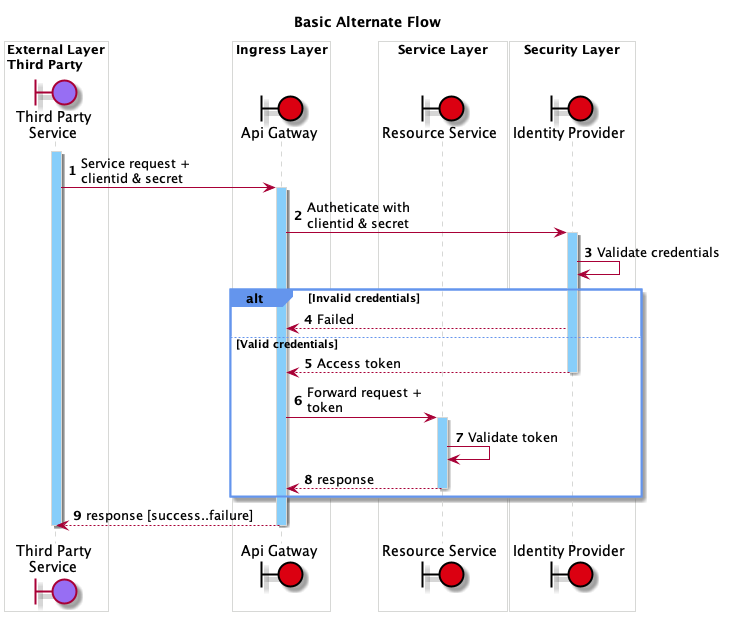 Basic Alternate Flow
External Layer
Third Party
Ingress Layer
Service Layer
Security Layer
Third Party
Service
Api Gatway
Resource Service
Identity Provider
1 Service request +
clientid & secret
2 Autheticate with
clientid & secret
3 Validate credentials
alt [Invalid credentials]
4 Failed
[Valid credentials]
5 Access token
6 Forward request +
token
7 Validate token
8 response
9 response [success..failure]
Third Party
Service
Api Gatway
Resource Service
Identity Provider